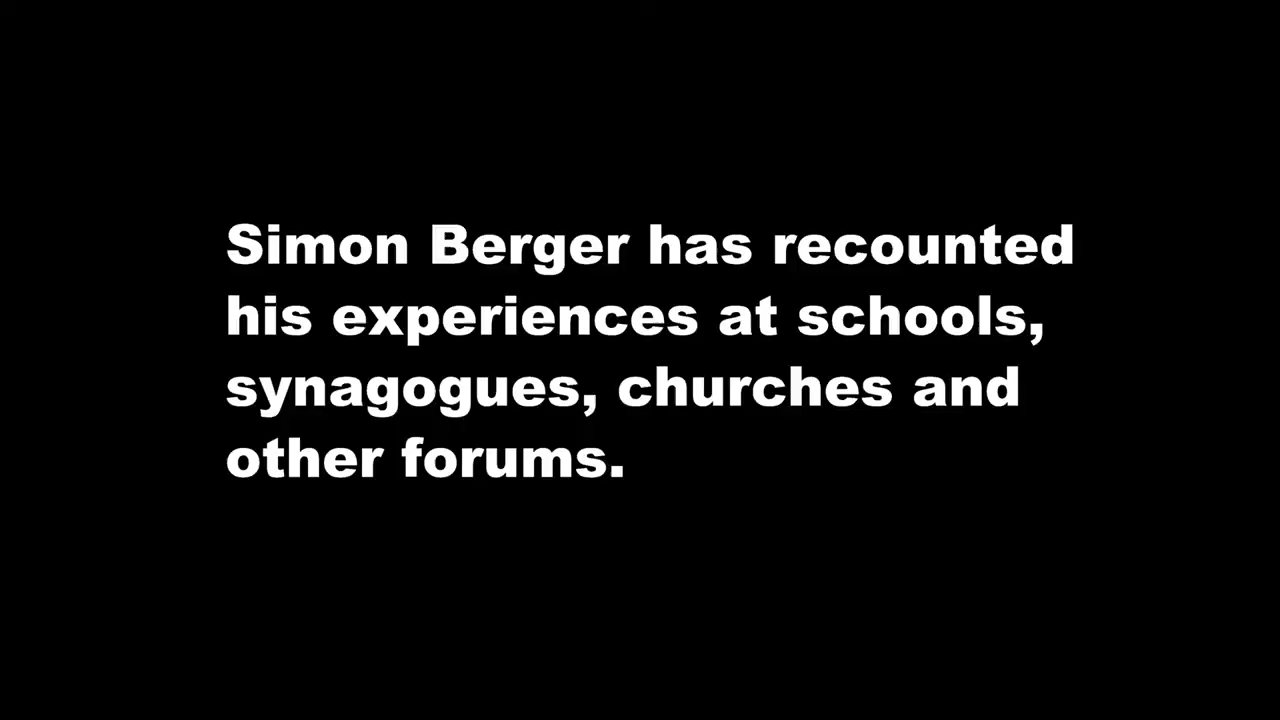 Simon Berger has recounted
his experiences at schools,
synagogues, churches and
other forums.